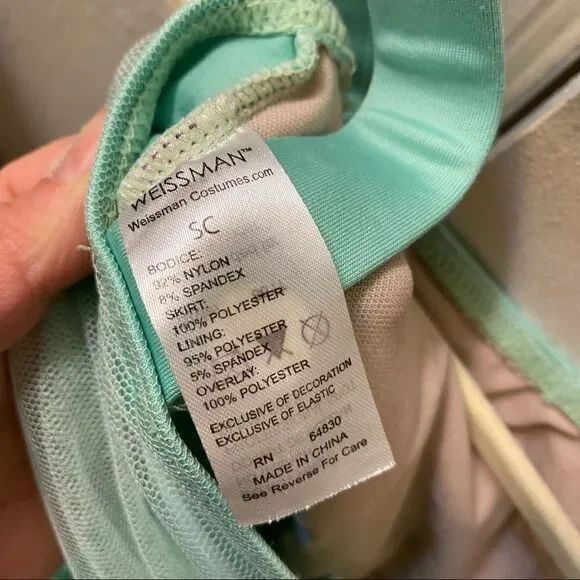 WEISSMAN™
Weissman Costumes.com
SC
BODICE:
92% NYLON
8% SPANDEX
SKIRT:
100% POLYESTER
LINING:
95% POLYESTER
5% SPANDEX
OVERLAY:
100% POLYESTER
EXCLUSIVE OF DECORATION
EXCLUSIVE OF ELASTIC
RN 64830
MADE IN CHINA
See Reverse For Care